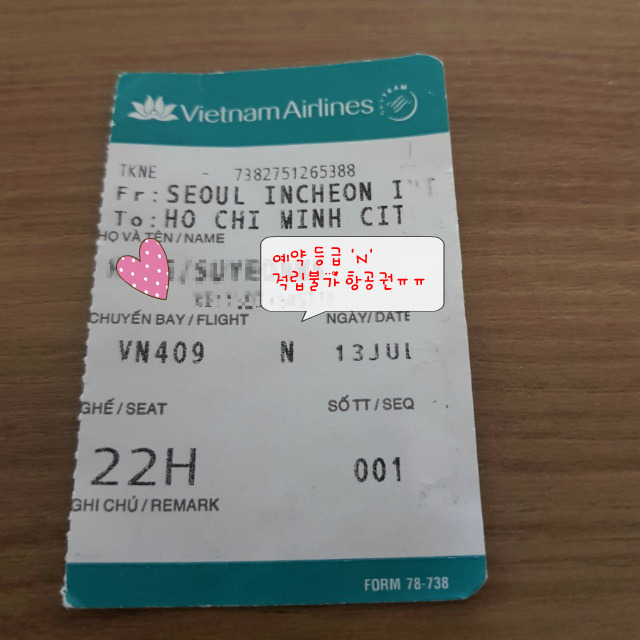 Vietnam Airlines
TKNE - 7382751265388
Fr: SEOUL INCHEON INT
To: HO CHI MINH CIT
HỌ VÀ TÊN / NAME
예약 등급 'N'
적립불가 항공권ㅠㅠ
CHUYẾN BAY / FLIGHT NGÀY/ DATE
VN409 N 13JUL
GHẾ / SEAT SỐ TT / SEQ
22H 001
GHI CHÚ / REMARK
FORM 78-738